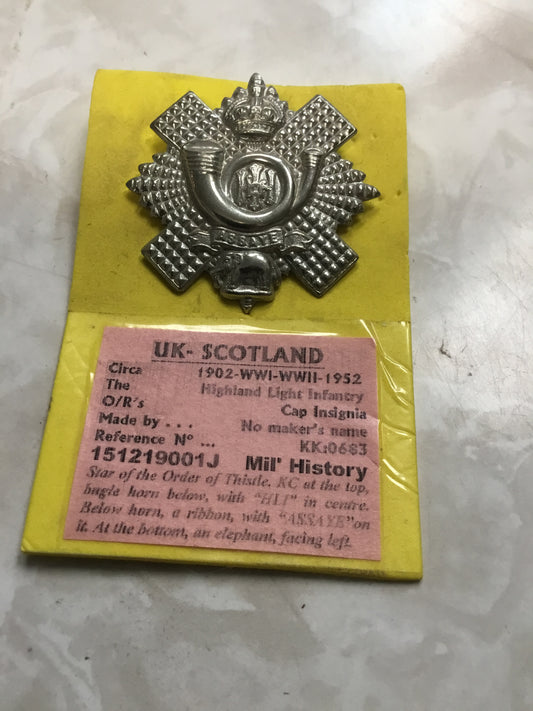 ASSAYE
UK- SCOTLAND
Circa 1902-WWI-WWII-1952
The Highland Light Infantry
O/R's Cap Insignia
Made by . . . No maker's name
Reference Nº ... KK:0683
151219001J Mil' History
Star of the Order of Thistle, KC at the top,
bugle horn below, with "HLI" in centre.
Below horn, a ribbon, with "ASSAYE" on
it. At the bottom, an elephant, facing left